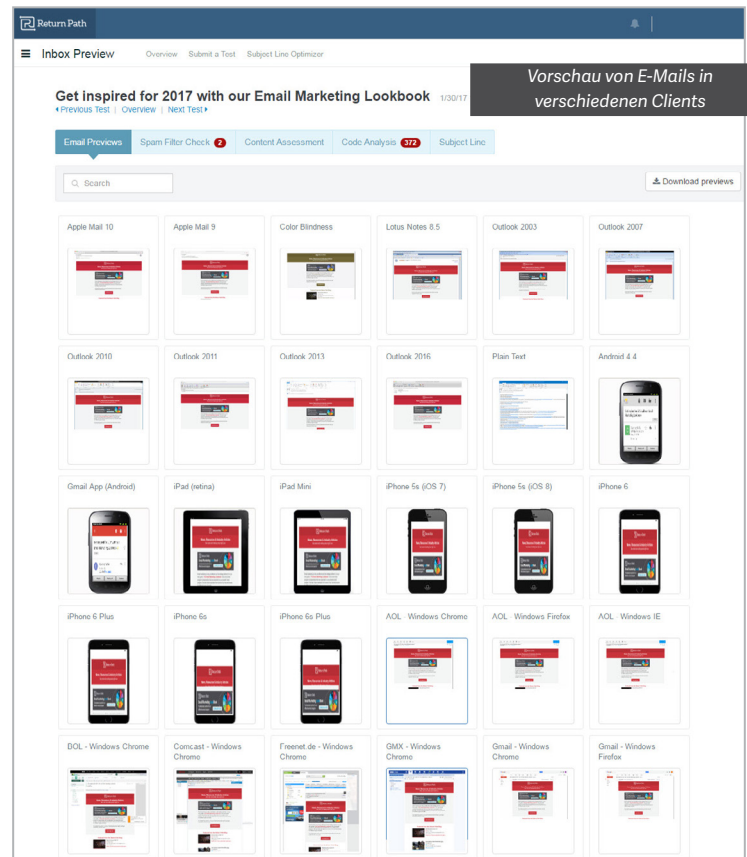 Return Path
Inbox Preview
Overview Submit a Test Subject Line Optimizer
Vorschau von E-Mails in
verschiedenen Clients
Get inspired for 2017 with our Email Marketing Lookbook 1/30/17
Previous Test | Overview | Next Test
Email Previews Spam Filter Check 2 Content Assessment Code Analysis 372 Subject Line
Search
Download previews
Apple Mail 10 Apple Mail 9 Color Blindness Lotus Notes 8.5 Outlook 2003 Outlook 2007
Outlook 2010 Outlook 2011 Outlook 2013 Outlook 2016 Plain Text Android 4.4
Gmail App (Android) iPad (retina) iPad Mini iPhone 5s (iOS 7) iPhone 5s (iOS 8) iPhone 6
iPhone 6 Plus iPhone 6s iPhone 6s Plus AOL - Windows Chrome AOL - Windows Firefox AOL - Windows IE
BOL - Windows Chrome Comcast - Windows Chrome Freenet.de - Windows Chrome GMX - Windows Chrome Gmail - Windows Chrome Gmail - Windows Firefox